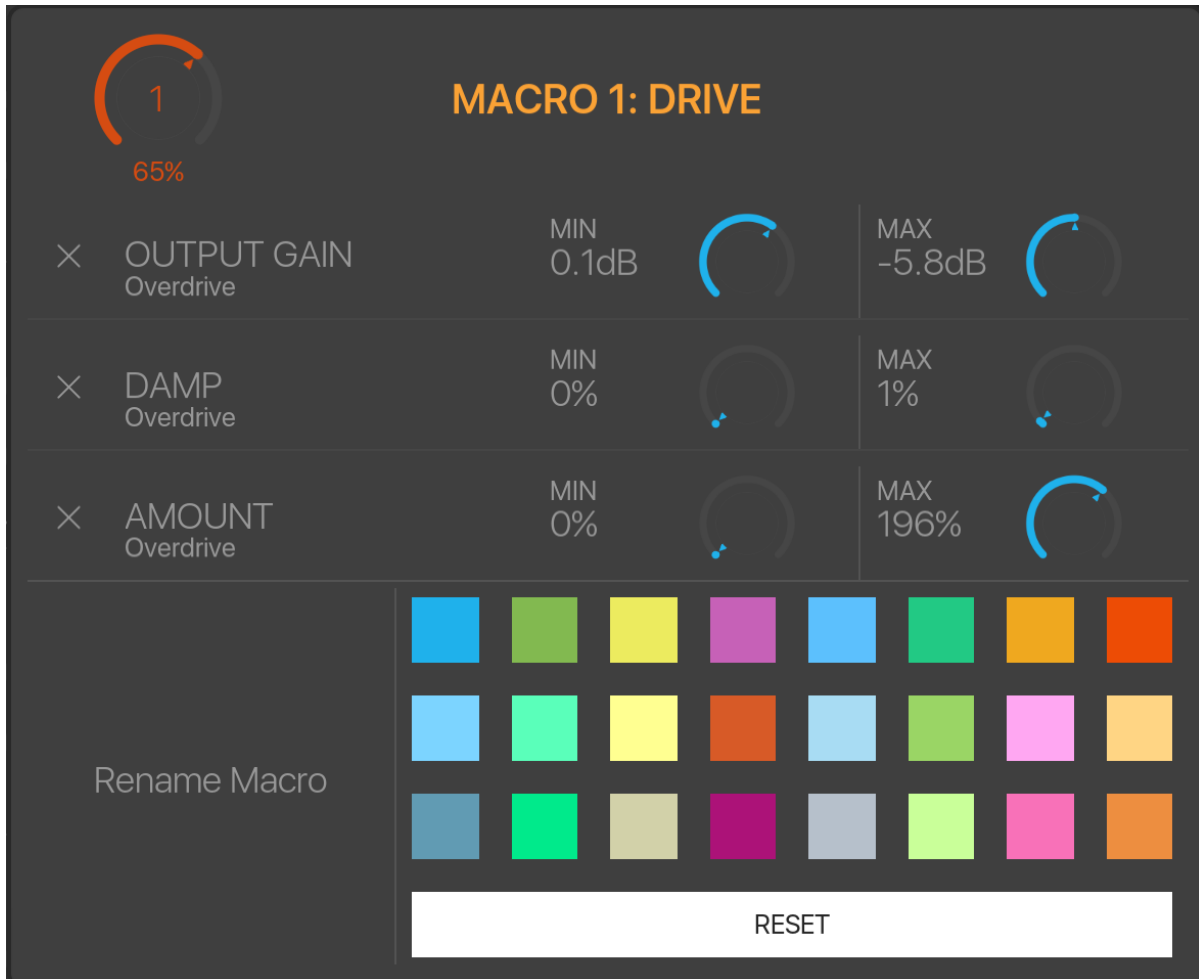 1
MACRO 1: DRIVE
65%
OUTPUT GAIN
Overdrive
MIN
0.1dB
MAX
-5.8dB
DAMP
Overdrive
MIN
0%
MAX
1%
AMOUNT
Overdrive
MIN
0%
MAX
196%
Rename Macro
RESET